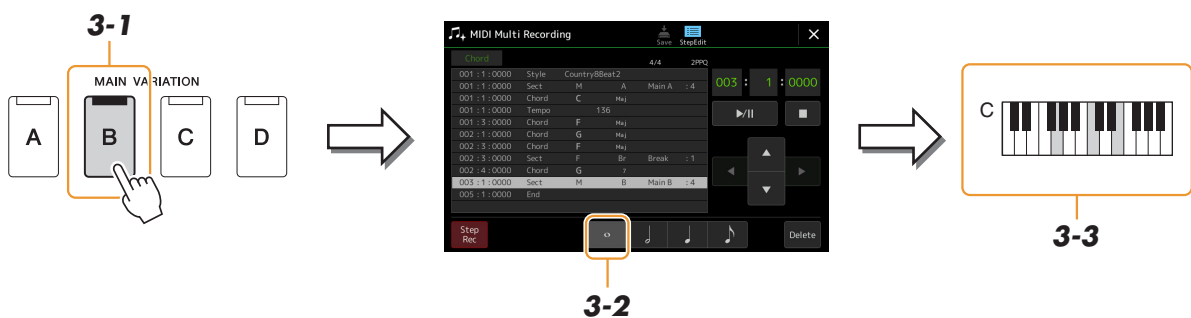 3-1
MAIN VARIATION
A
B
C
D
MIDI Multi Recording
Save
StepEdit
Chord
4/4
2PPQ
001 : 1 : 0000 Style Country8Beat2
001 : 1 : 0000 Sect M A Main A : 4
001 : 1 : 0000 Chord C Maj
001 : 1 : 0000 Tempo 136
001 : 3 : 0000 Chord F Maj
002 : 1 : 0000 Chord G Maj
002 : 3 : 0000 Chord F Maj
002 : 3 : 0000 Sect F Br Break : 1
002 : 4 : 0000 Chord G 7
003 : 1 : 0000 Sect M B Main B : 4
005 : 1 : 0000 End
003 : 1 : 0000
Step
Rec
Delete
3-2
C
3-3